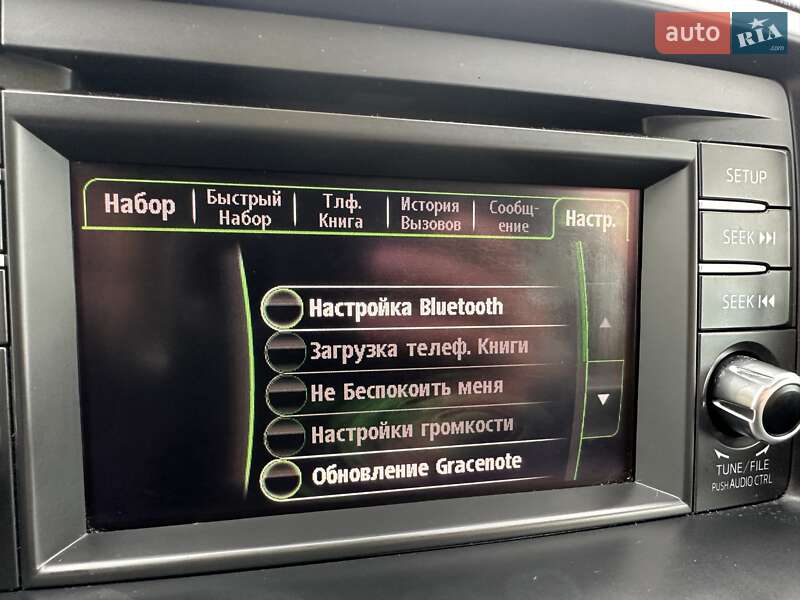 auto RIA.com
SETUP
SEEK
SEEK
TUNE/FILE
PUSH AUDIO CTRL
Набор
Быстрый
Набор
Тлф.
Книга
История
Вызовов
Сообщ-
ение
Настр.
Настройка Bluetooth
Загрузка телеф. Книги
Не Беспокоить меня
Настройки громкости
Обновление Gracenote